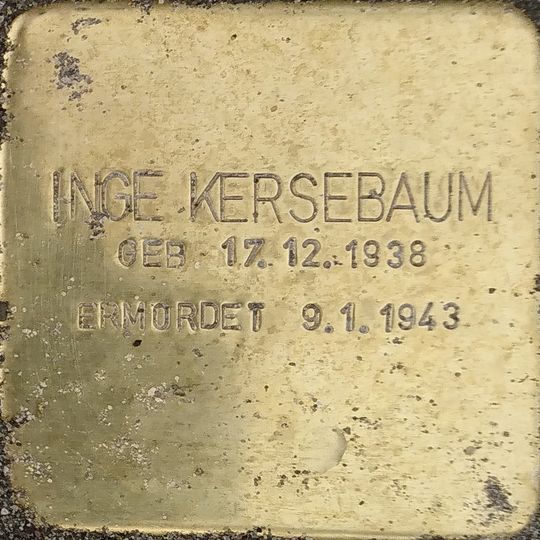 INGE KERSEBAUM
GEB. 17.12.1938
ERMORDET 9.1.1943